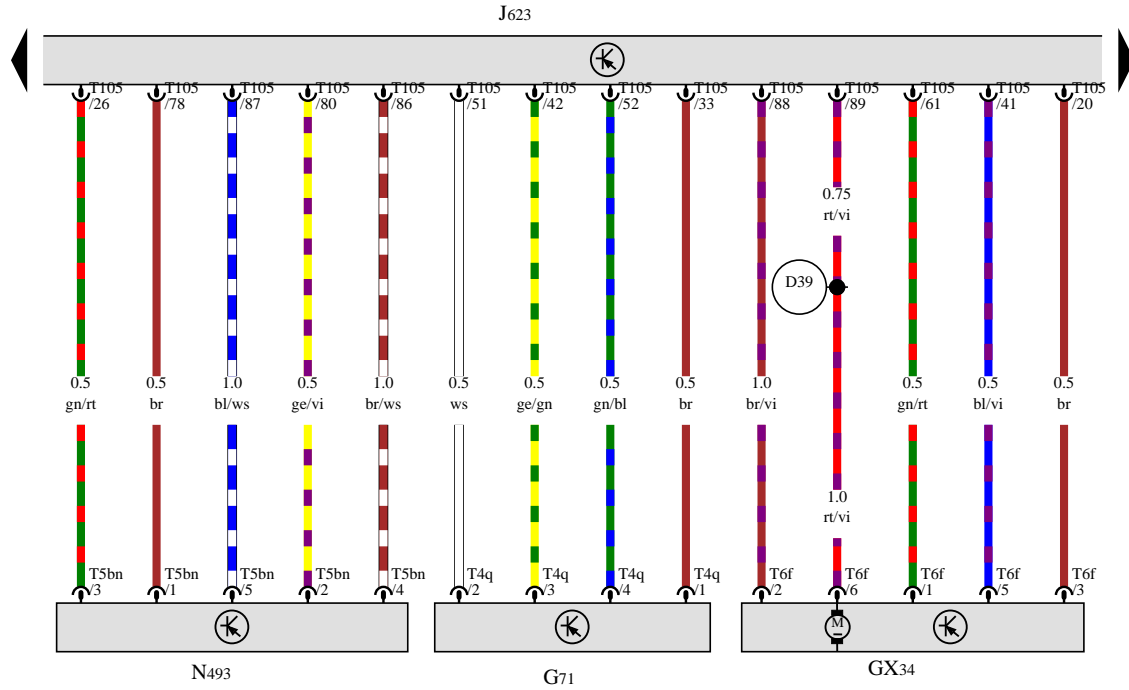 J623
T105 T105 T105 T105 T105 T105 T105 T105 T105 T105 T105 T105 T105 T105
/26 /78 /87 /80 /86 /51 /42 /52 /33 /88 /89 /61 /41 /20
0.75
rt/vi
D39
0.5 0.5 1.0 0.5 1.0 0.5 0.5 0.5 0.5 1.0 0.5 0.5 0.5
gn/rt br bl/ws ge/vi br/ws ws ge/gn gn/bl br br/vi gn/rt bl/vi br
1.0
rt/vi
T5bn T5bn T5bn T5bn T5bn T4q T4q T4q T4q T6f T6f T6f T6f T6f
/3 /1 /5 /2 /4 /2 /3 /4 /1 /2 /6 /1 /5 /3
M
N493 G71 GX34